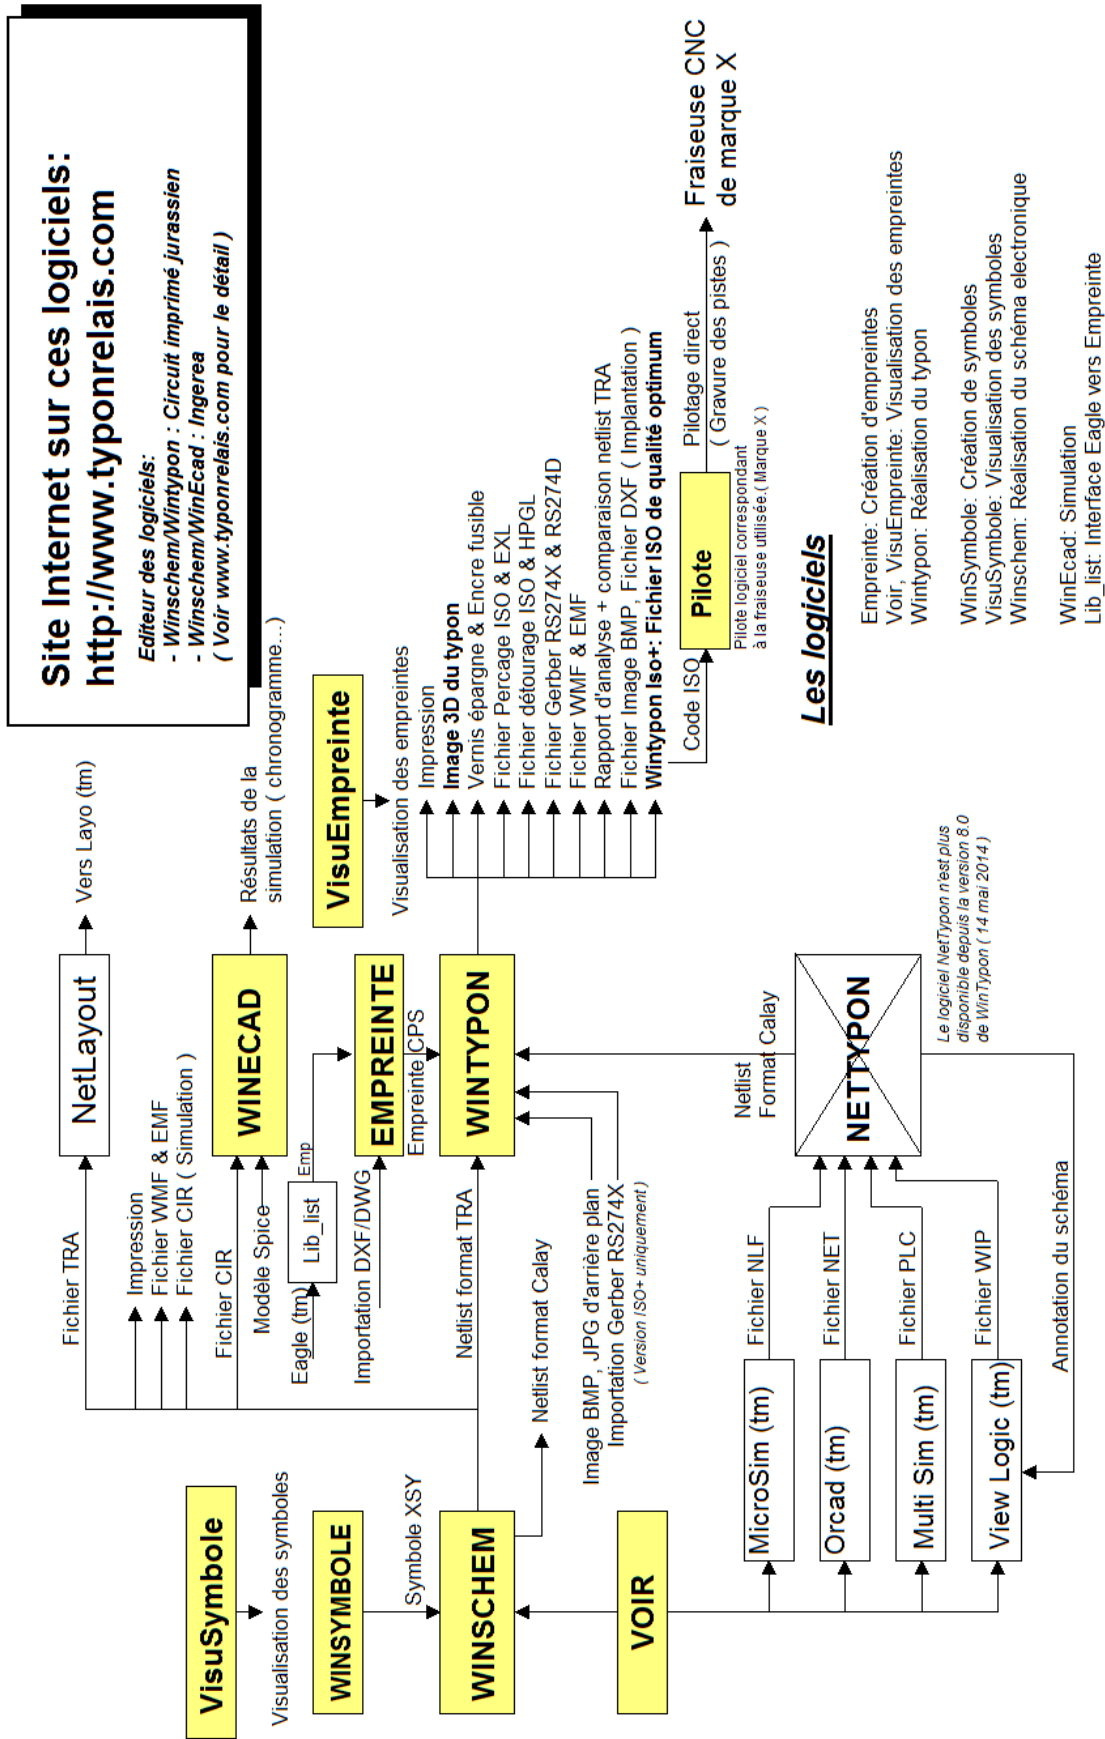 Site Internet sur ces logiciels:
http://www.typonrelais.com
Editeur des logiciels:
- Winschem/Wintypon : Circuit imprimé jurassien
- Winschem/WinEcad : Ingerea
( Voir www.typonrelais.com pour le détail )
Fichier TRA
NetLayout
Vers Layo (tm)
Impression
Fichier WMF & EMF
Fichier CIR ( Simulation )
VisuSymbole
Visualisation des symboles
Fichier CIR
Modèle Spice
WINECAD
Résultats de la
simulation ( chronogramme...)
Eagle (tm)
Lib_list
Emp
VisuEmpreinte
Visualisation des empreintes
WINSYMBOLE
Symbole XSY
Importation DXF/DWG
EMPREINTE
Empreinte CPS
WINSCHEM
Netlist format TRA
WINTYPON
Impression
Image 3D du typon
Vernis épargne & Encre fusible
Fichier Percage ISO & EXL
Fichier détourage ISO & HPGL
Fichier Gerber RS274X & RS274D
Fichier WMF & EMF
Rapport d'analyse + comparaison netlist TRA
Fichier Image BMP, Fichier DXF ( Implantation )
Wintypon Iso+: Fichier ISO de qualité optimum
Netlist format Calay
Image BMP, JPG d'arrière plan
Importation Gerber RS274X
( Version ISO+ uniquement )
VOIR
Code ISO
Pilote
Pilotage direct
( Gravure des pistes )
Fraiseuse CNC
de marque X
Pilote logiciel correspondant
à la fraiseuse utilisée.( Marque X )
Netlist
Format Calay
MicroSim (tm)
Fichier NLF
Orcad (tm)
Fichier NET
Multi Sim (tm)
Fichier PLC
View Logic (tm)
Fichier WIP
NETTYPON
Le logiciel NetTypon n'est plus
disponible depuis la version 8.0
de WinTypon ( 14 mai 2014 )
Annotation du schéma
Les logiciels
Empreinte: Création d'empreintes
Voir, VisuEmpreinte: Visualisation des empreintes
Wintypon: Réalisation du typon
WinSymbole: Création de symboles
VisuSymbole: Visualisation des symboles
Winschem: Réalisation du schéma electronique
WinEcad: Simulation
Lib_list: Interface Eagle vers Empreinte